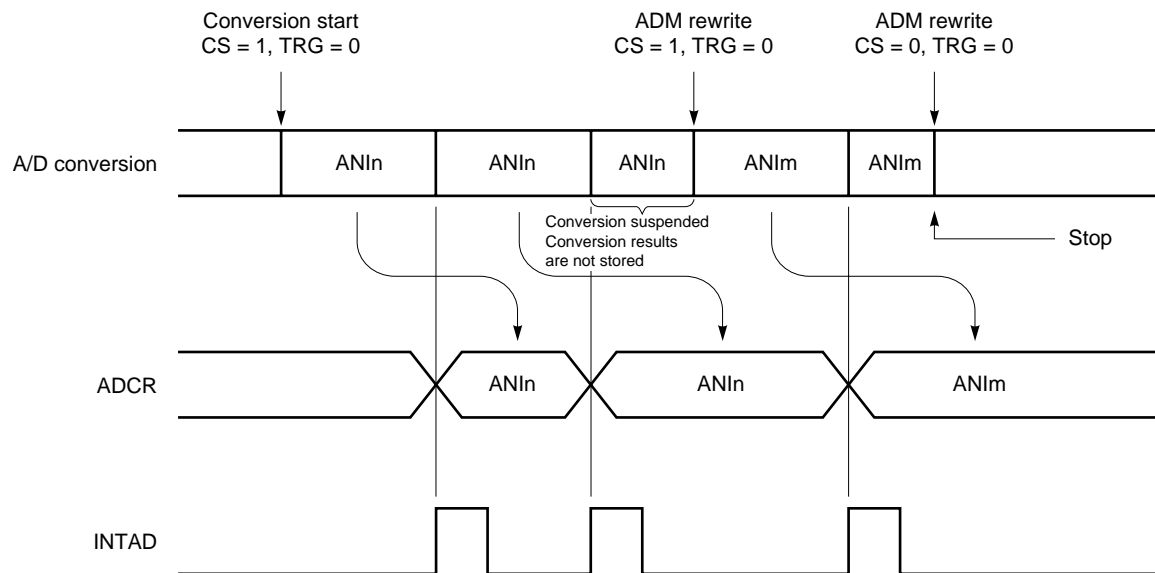 Conversion start
CS = 1, TRG = 0
ADM rewrite
CS = 1, TRG = 0
ADM rewrite
CS = 0, TRG = 0
A/D conversion
ANIn
ANIn
ANIn
ANIm
ANIm
Conversion suspended
Conversion results
are not stored
Stop
ADCR
ANIn
ANIn
ANIm
INTAD